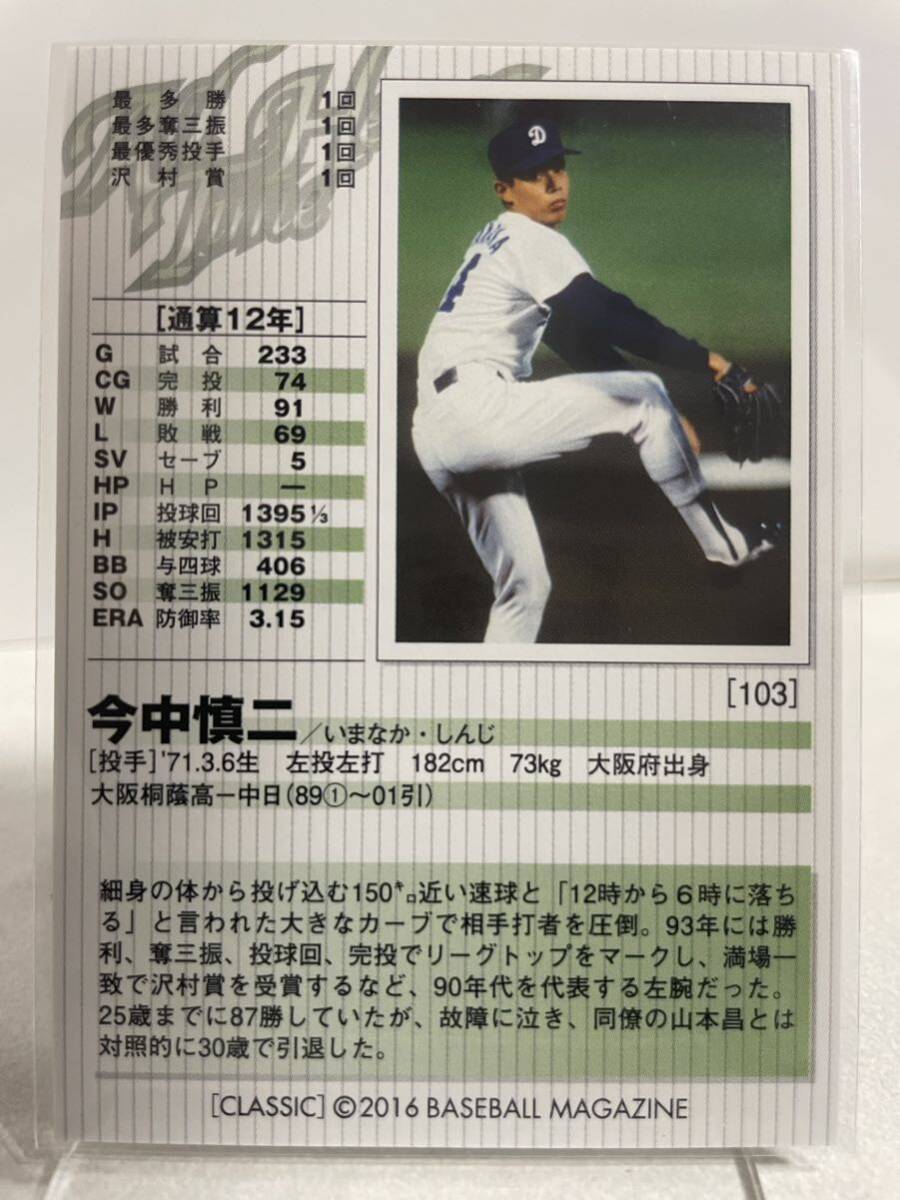 最多勝 1回
最多奪三振 1回
最優秀投手 1回
沢村賞 1回
[通算12年]
G 試合 233
CG 完投 74
W 勝利 91
L 敗戦 69
SV セーブ 5
HP HP —
IP 投球回 1395⅓
H 被安打 1315
BB 与四球 406
SO 奪三振 1129
ERA 防御率 3.15
D
4
[103]
今中慎二／いまなか・しんじ
[投手]'71.3.6生 左投左打 182cm 73kg 大阪府出身
大阪桐蔭高ー中日(89①〜01引)
細身の体から投げ込む150㌔近い速球と「12時から6時に落ち
る」と言われた大きなカーブで相手打者を圧倒。93年には勝
利、奪三振、投球回、完投でリーグトップをマークし、満場一
致で沢村賞を受賞するなど、90年代を代表する左腕だった。
25歳までに87勝していたが、故障に泣き、同僚の山本昌とは
対照的に30歳で引退した。
[CLASSIC] ©2016 BASEBALL MAGAZINE